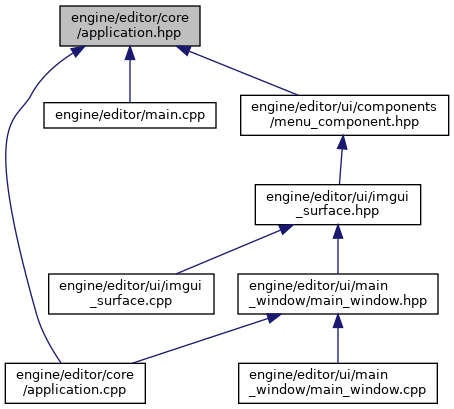 engine/editor/core
/application.hpp
engine/editor/main.cpp
engine/editor/ui/components
/menu_component.hpp
engine/editor/ui/imgui
_surface.hpp
engine/editor/ui/imgui
_surface.cpp
engine/editor/ui/main
_window/main_window.hpp
engine/editor/core
/application.cpp
engine/editor/ui/main
_window/main_window.cpp